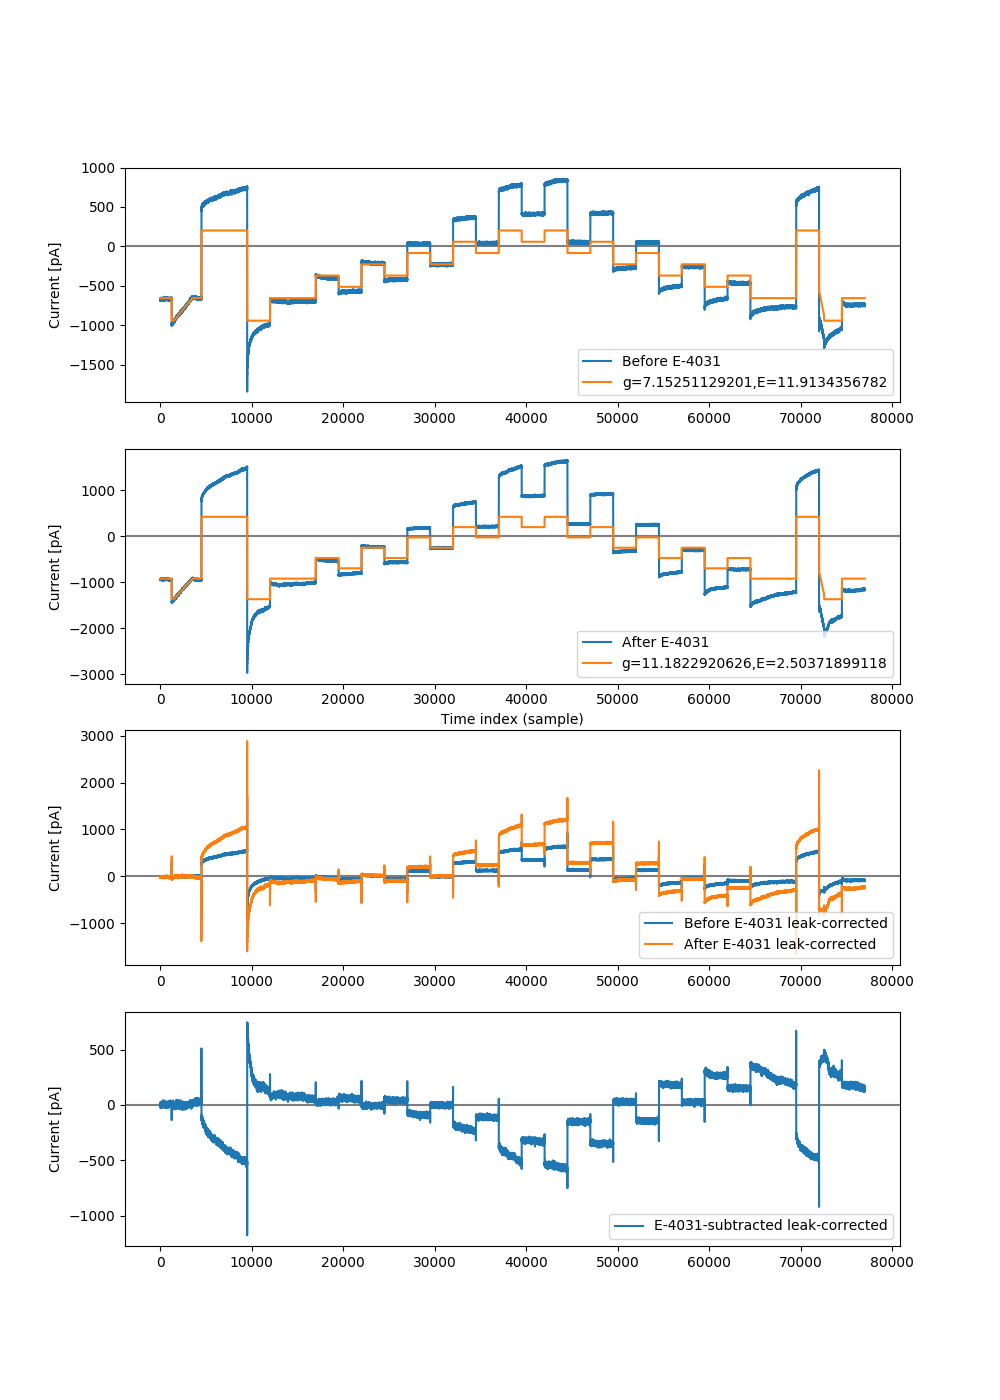 1000
500
0
−500
−1000
−1500
Current [pA]
Before E-4031
g=7.15251129201,E=11.9134356782
0 10000 20000 30000 40000 50000 60000 70000 80000
1000
0
−1000
−2000
−3000
Current [pA]
After E-4031
g=11.1822920626,E=2.50371899118
0 10000 20000 30000 40000 50000 60000 70000 80000
Time index (sample)
3000
2000
1000
0
−1000
Current [pA]
Before E-4031 leak-corrected
After E-4031 leak-corrected
0 10000 20000 30000 40000 50000 60000 70000 80000
500
0
−500
−1000
Current [pA]
E-4031-subtracted leak-corrected
0 10000 20000 30000 40000 50000 60000 70000 80000